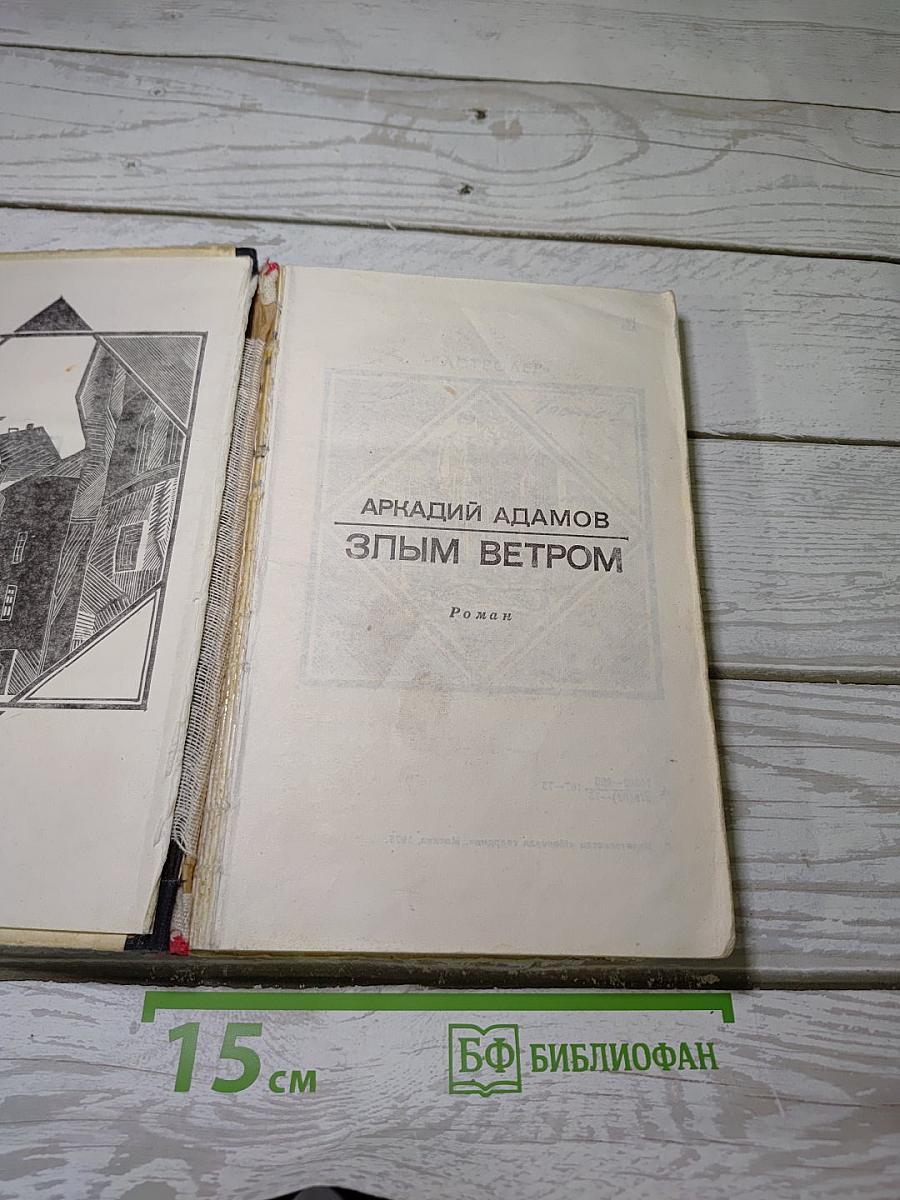 АРКАДИЙ АДАМОВ
ЗЛЫМ ВЕТРОМ
Роман
15 см
БФ БИБЛИОФАН